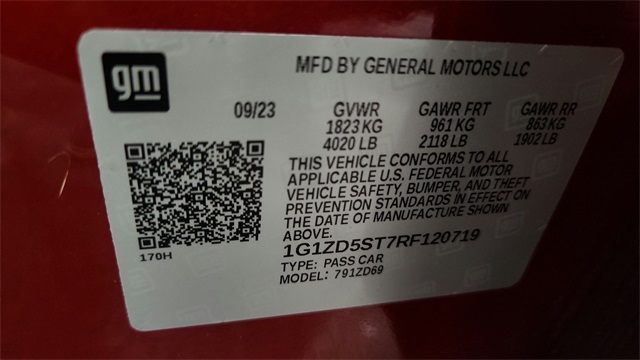 gm
MFD BY GENERAL MOTORS LLC
09/23 GVWR GAWR FRT GAWR RR
1823 KG 961 KG 863 KG
4020 LB 2118 LB 1902 LB
THIS VEHICLE CONFORMS TO ALL
APPLICABLE U.S. FEDERAL MOTOR
VEHICLE SAFETY, BUMPER, AND THEFT
PREVENTION STANDARDS IN EFFECT ON
THE DATE OF MANUFACTURE SHOWN
ABOVE.
170H
1G1ZD5ST7RF120719
TYPE: PASS CAR
MODEL: 791ZD69